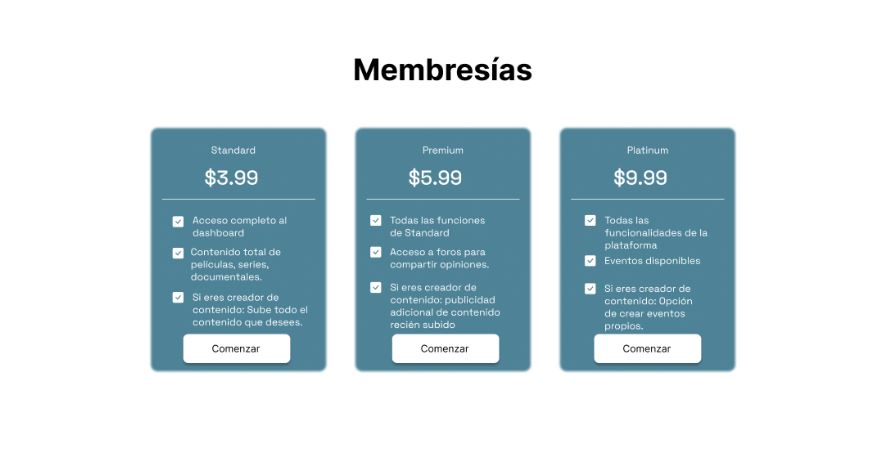 Membresías
Standard
$3.99
Acceso completo al
dashboard
Contenido total de
películas, series,
documentales.
Si eres creador de
contenido: Sube todo el
contenido que desees.
Comenzar
Premium
$5.99
Todas las funciones
de Standard
Acceso a foros para
compartir opiniones.
Si eres creador de
contenido: publicidad
adicional de contenido
recién subido
Comenzar
Platinum
$9.99
Todas las
funcionalidades de la
plataforma
Eventos disponibles
Si eres creador de
contenido: Opción
de crear eventos
propios.
Comenzar